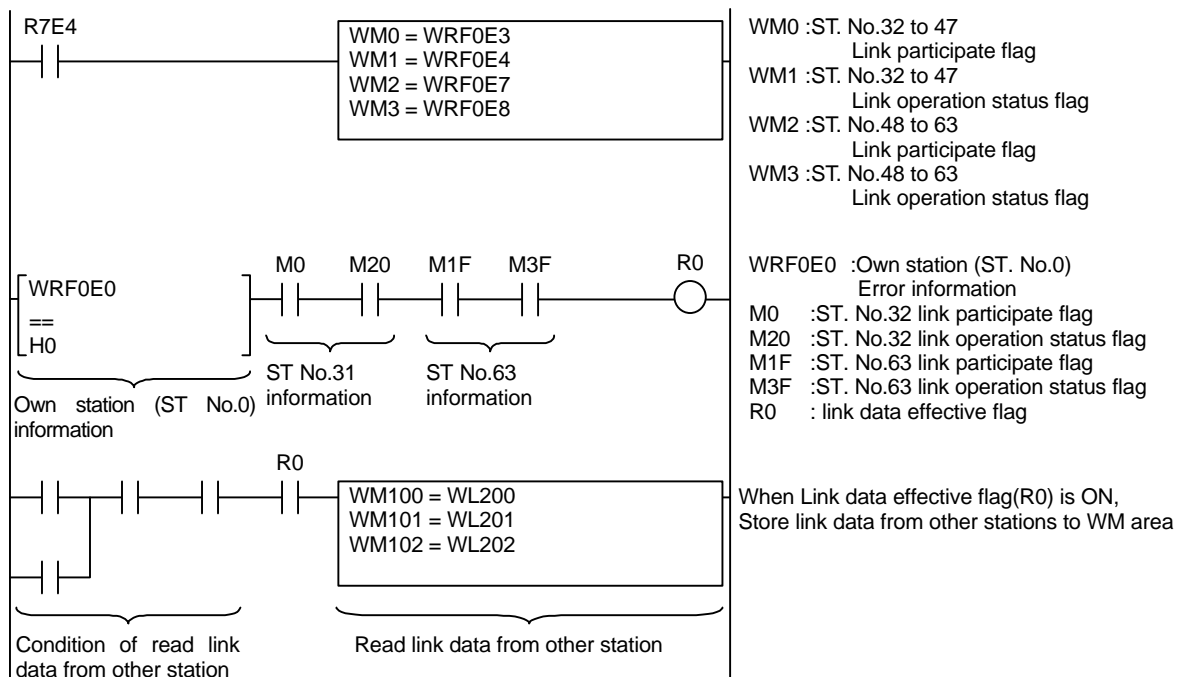 R7E4
WM0 = WRF0E3
WM1 = WRF0E4
WM2 = WRF0E7
WM3 = WRF0E8
WM0 :ST. No.32 to 47
Link participate flag
WM1 :ST. No.32 to 47
Link operation status flag
WM2 :ST. No.48 to 63
Link participate flag
WM3 :ST. No.48 to 63
Link operation status flag
WRF0E0
==
H0
M0 M20 M1F M3F R0
Own station (ST No.0)
information
ST No.31
information
ST No.63
information
WRF0E0 :Own station (ST. No.0)
Error information
M0 :ST. No.32 link participate flag
M20 :ST. No.32 link operation status flag
M1F :ST. No.63 link participate flag
M3F :ST. No.63 link operation status flag
R0 : link data effective flag
R0
WM100 = WL200
WM101 = WL201
WM102 = WL202
When Link data effective flag(R0) is ON,
Store link data from other stations to WM area
Condition of read link
data from other station
Read link data from other station